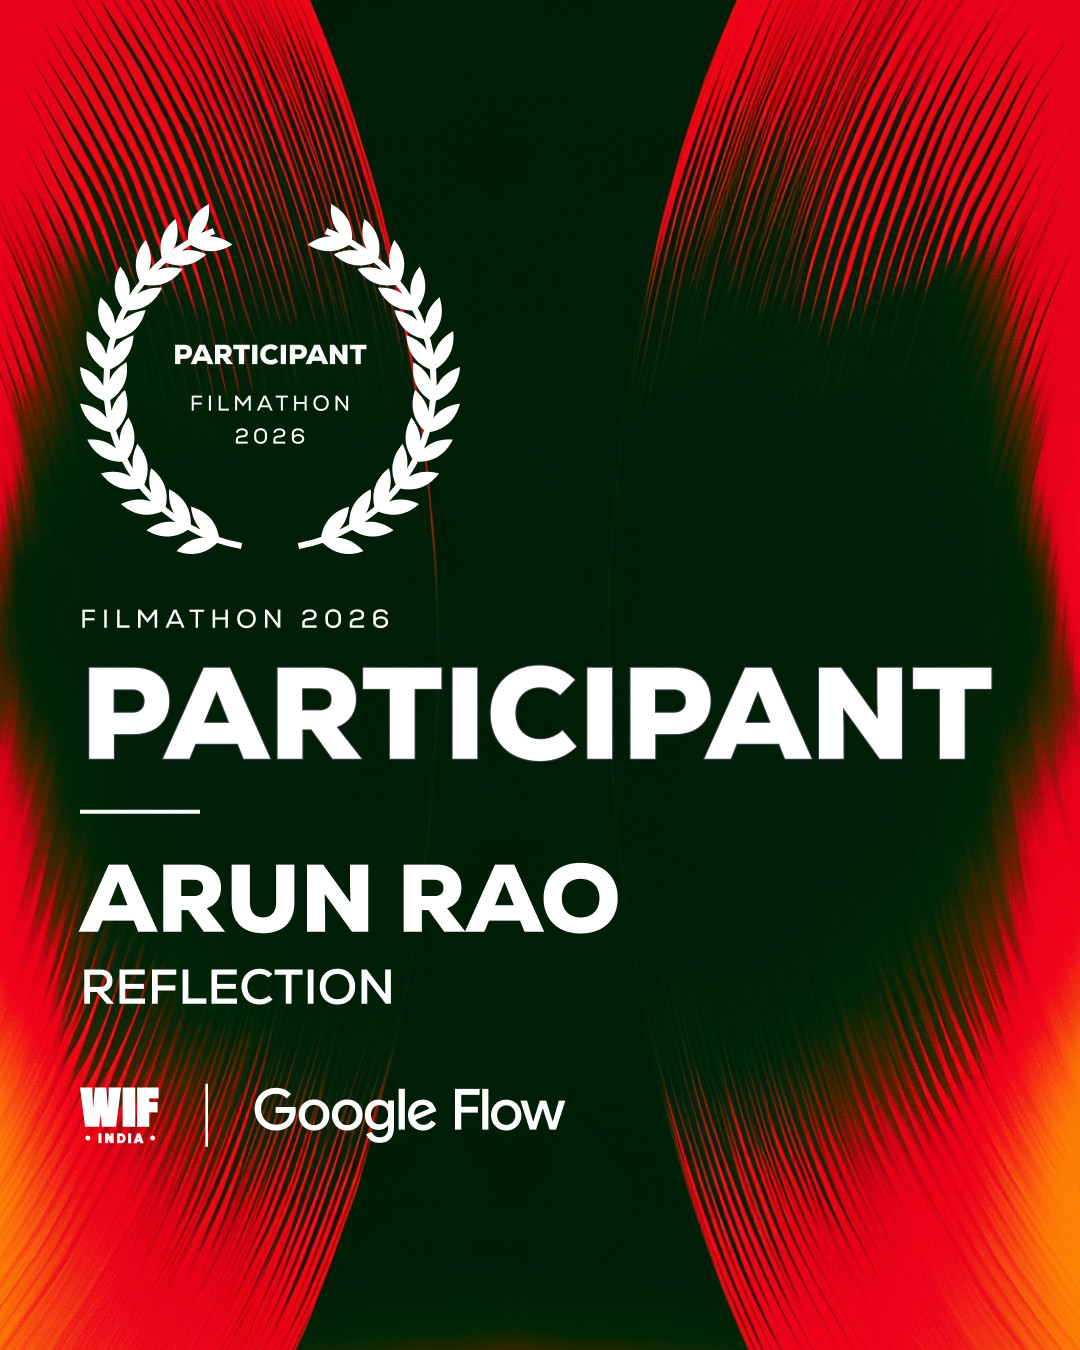 PARTICIPANT
FILMATHON
2026
FILMATHON 2026
PARTICIPANT
ARUN RAO
REFLECTION
WIF
• INDIA •
Google Flow